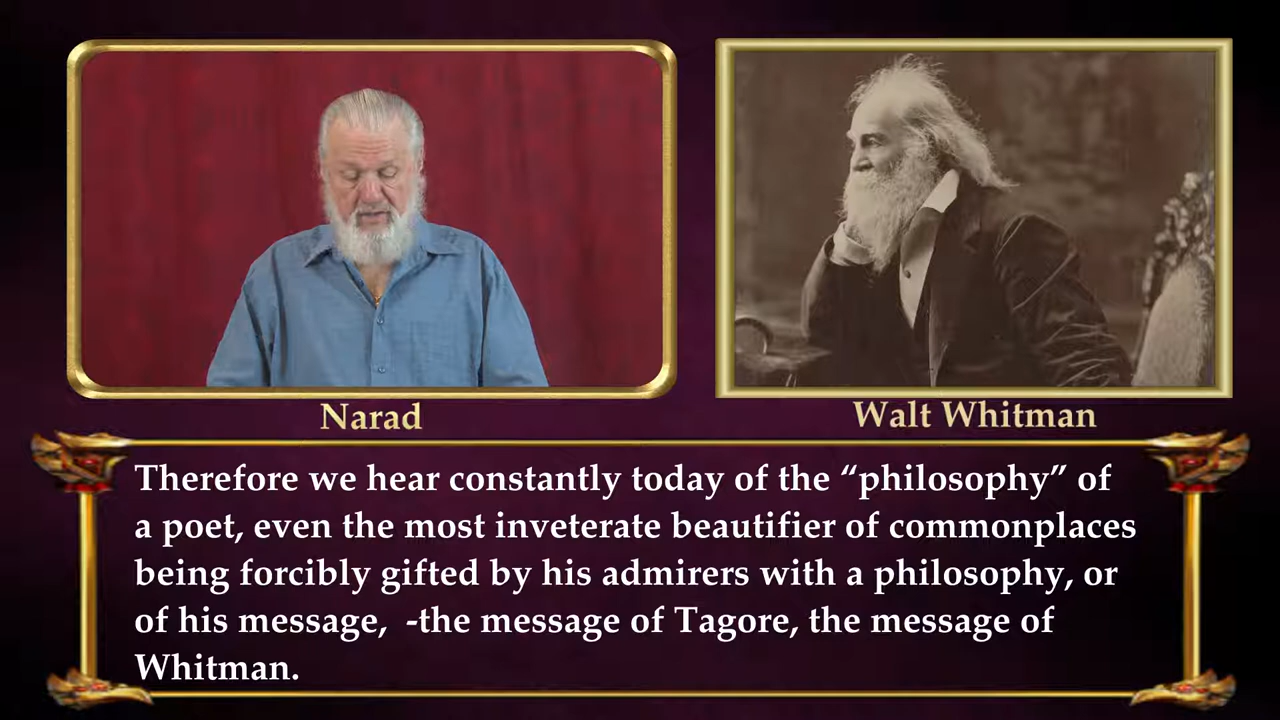 Narad
Walt Whitman
Therefore we hear constantly today of the “philosophy” of
a poet, even the most inveterate beautifier of commonplaces
being forcibly gifted by his admirers with a philosophy, or
of his message,  -the message of Tagore, the message of
Whitman.